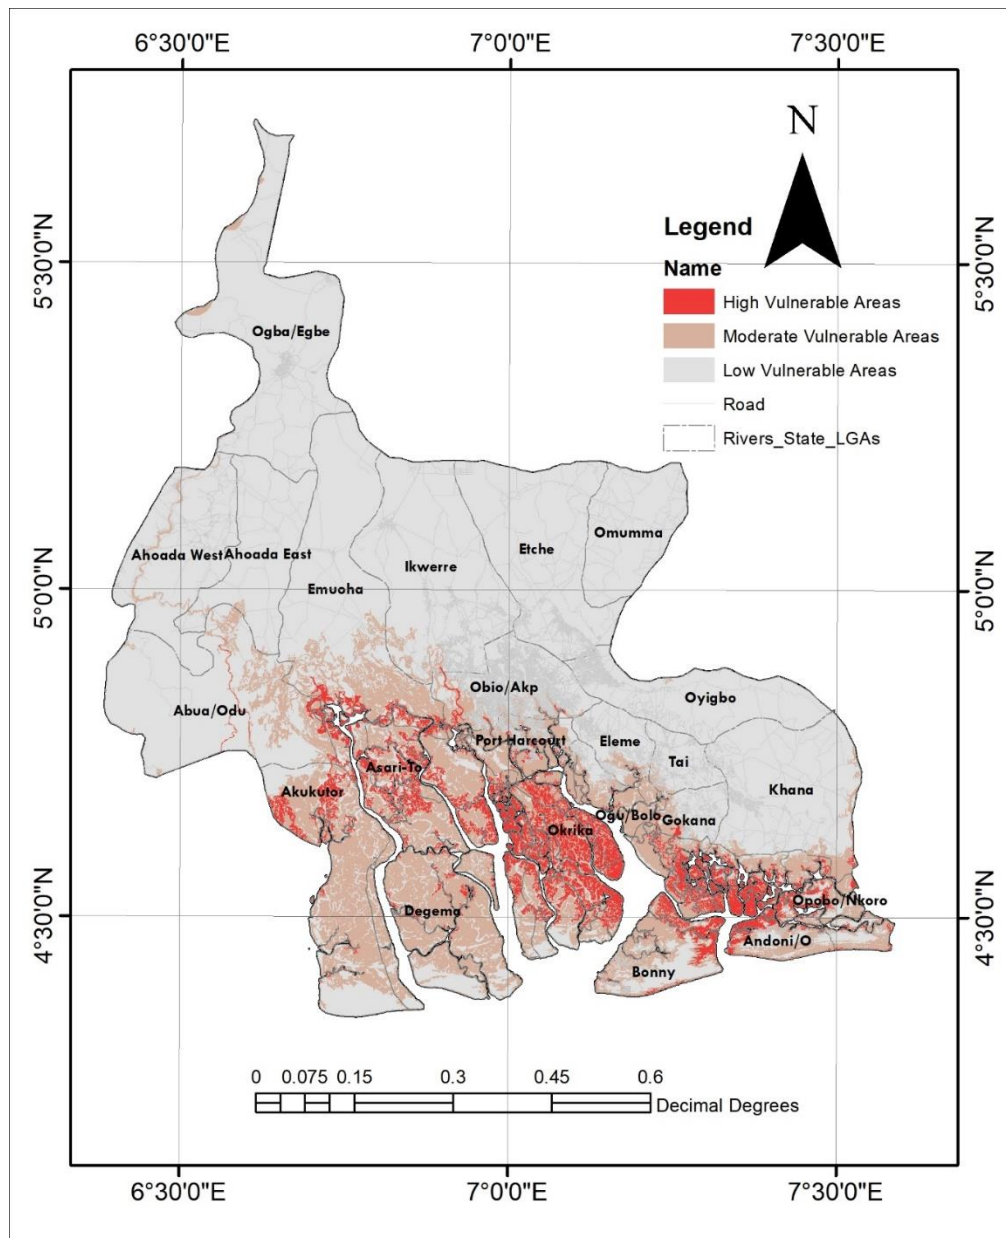 6°30'0"E
7°0'0"E
7°30'0"E
N
5°30'0"N
5°30'0"N
Legend
Name
High Vulnerable Areas
Moderate Vulnerable Areas
Low Vulnerable Areas
Road
Rivers_State_LGAs
Ogba/Egbe
Omumma
Etche
Ahoada West
Ahoada East
Ikwerre
Emuoha
5°0'0"N
5°0'0"N
Obio/Akp
Oyigbo
Abua/Odu
Port Harcourt
Eleme
Tai
Asari-To
Akukutor
Khana
Ogu/Bolo
Gokana
Okrika
Opobo/Nkoro
Degema
4°30'0"N
4°30'0"N
Andoni/O
Bonny
0 0.075 0.15 0.3 0.45 0.6
Decimal Degrees
6°30'0"E
7°0'0"E
7°30'0"E